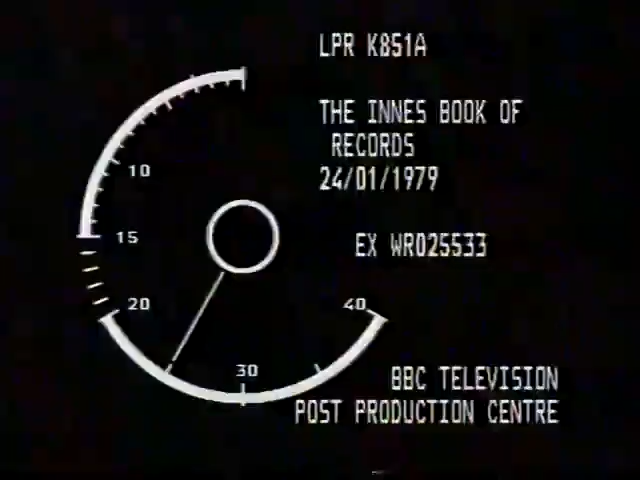 LPR K851A
THE INNES BOOK OF
RECORDS
24/01/1979
10
15
EX WR025533
20
40
30
BBC TELEVISION
POST PRODUCTION CENTRE